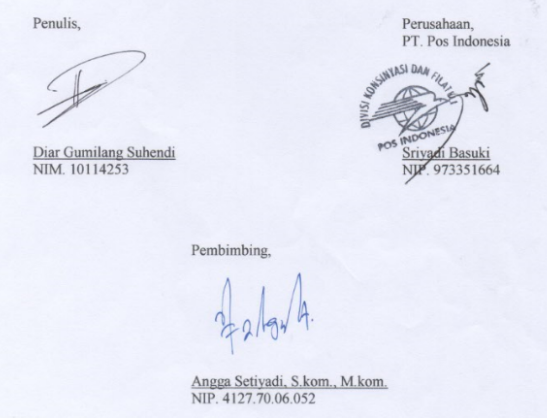 Penulis,
Diar Gumilang Suhendi
NIM. 10114253
Perusahaan,
PT. Pos Indonesia
DIVISI KONSINTASI DAN FILATELI
POS INDONESIA
Sriyadi Basuki
NIP. 973351664
Pembimbing,
Angga Setiyadi, S.kom., M.kom.
NIP. 4127.70.06.052